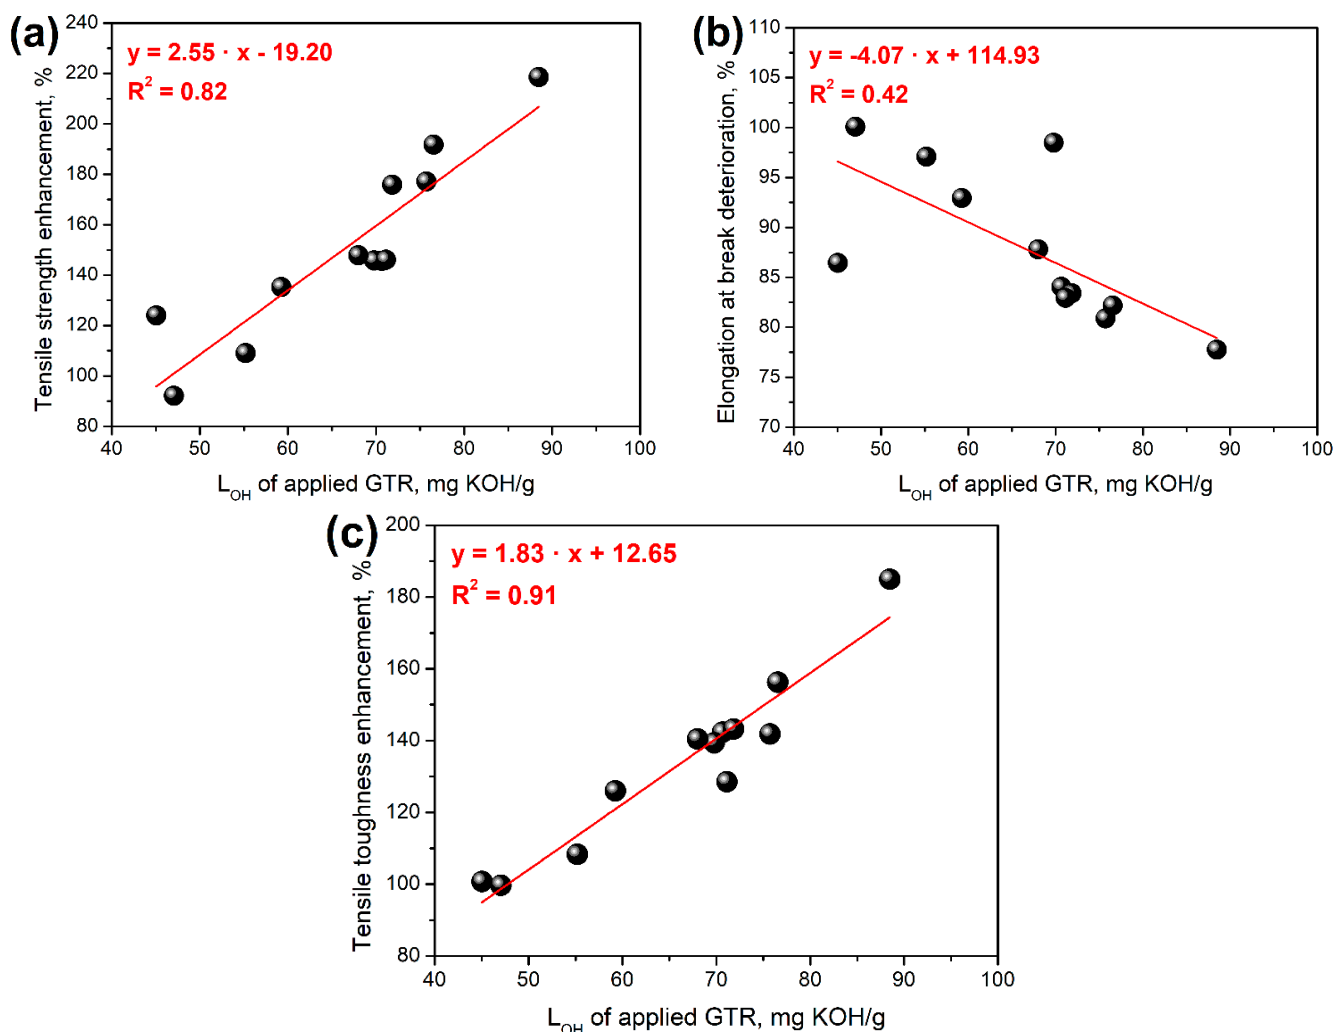 (a)
y = 2.55 · x - 19.20
R² = 0.82
Tensile strength enhancement, %
240
220
200
180
160
140
120
100
80
40 50 60 70 80 90 100
L_OH of applied GTR, mg KOH/g
(b)
y = -4.07 · x + 114.93
R² = 0.42
Elongation at break deterioration, %
110
105
100
95
90
85
80
75
70
40 50 60 70 80 90 100
L_OH of applied GTR, mg KOH/g
(c)
y = 1.83 · x + 12.65
R² = 0.91
Tensile toughness enhancement, %
200
180
160
140
120
100
80
40 50 60 70 80 90 100
L_OH of applied GTR, mg KOH/g